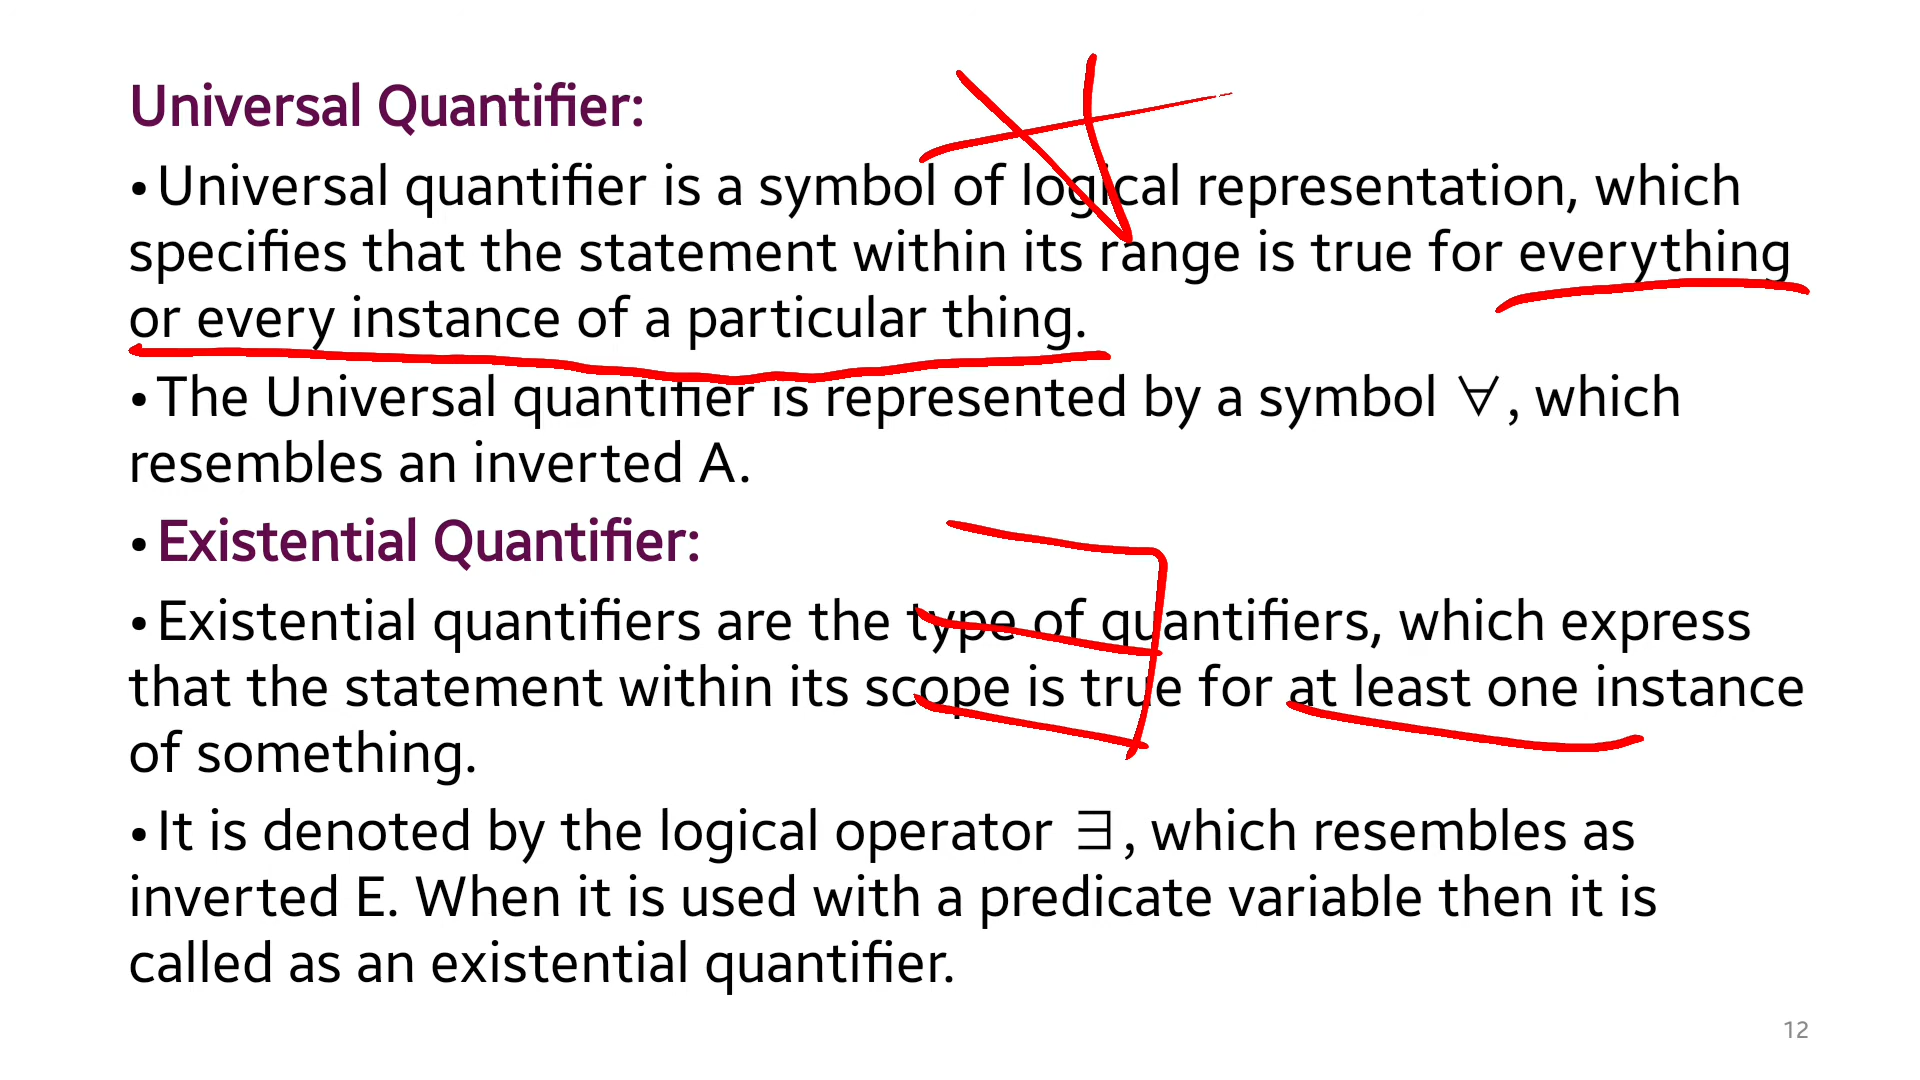 Universal Quantifier:
•Universal quantifier is a symbol of logical representation, which
specifies that the statement within its range is true for everything
or every instance of a particular thing.
•The Universal quantifier is represented by a symbol ∀, which
resembles an inverted A.
•Existential Quantifier:
•Existential quantifiers are the type of quantifiers, which express
that the statement within its scope is true for at least one instance
of something.
•It is denoted by the logical operator ∃, which resembles as
inverted E. When it is used with a predicate variable then it is
called as an existential quantifier.
∀
∃
12